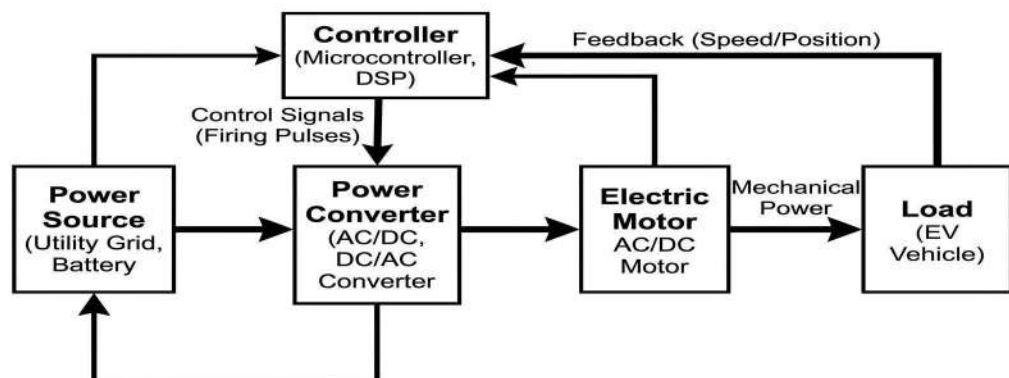 Controller
(Microcontroller,
DSP)
Feedback (Speed/Position)
Control Signals
(Firing Pulses)
Power
Source
(Utility Grid,
Battery
Power
Converter
(AC/DC,
DC/AC
Converter
Electric
Motor
AC/DC
Motor
Mechanical
Power
Load
(EV
Vehicle)